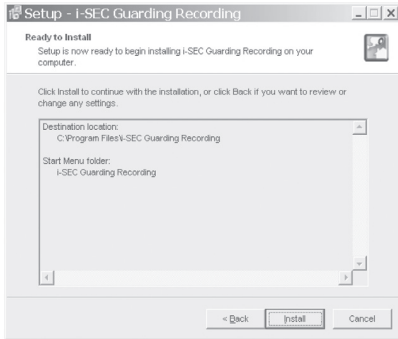 Setup - i-SEC Guarding Recording
Ready to Install
Setup is now ready to begin installing i-SEC Guarding Recording on your
computer.
Click Install to continue with the installation, or click Back if you want to review or
change any settings.
Destination location:
C:\Program Files\i-SEC Guarding Recording
Start Menu folder:
i-SEC Guarding Recording
< Back
Install
Cancel